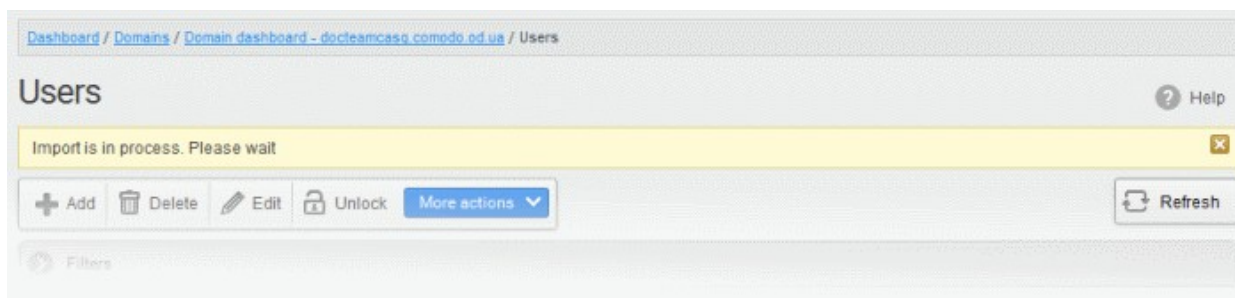 Dashboard / Domains / Domain dashboard - docteamcasg.comodo.od.ua / Users
Users
Help
Import is in process. Please wait
Add Delete Edit Unlock More actions Refresh
Filters